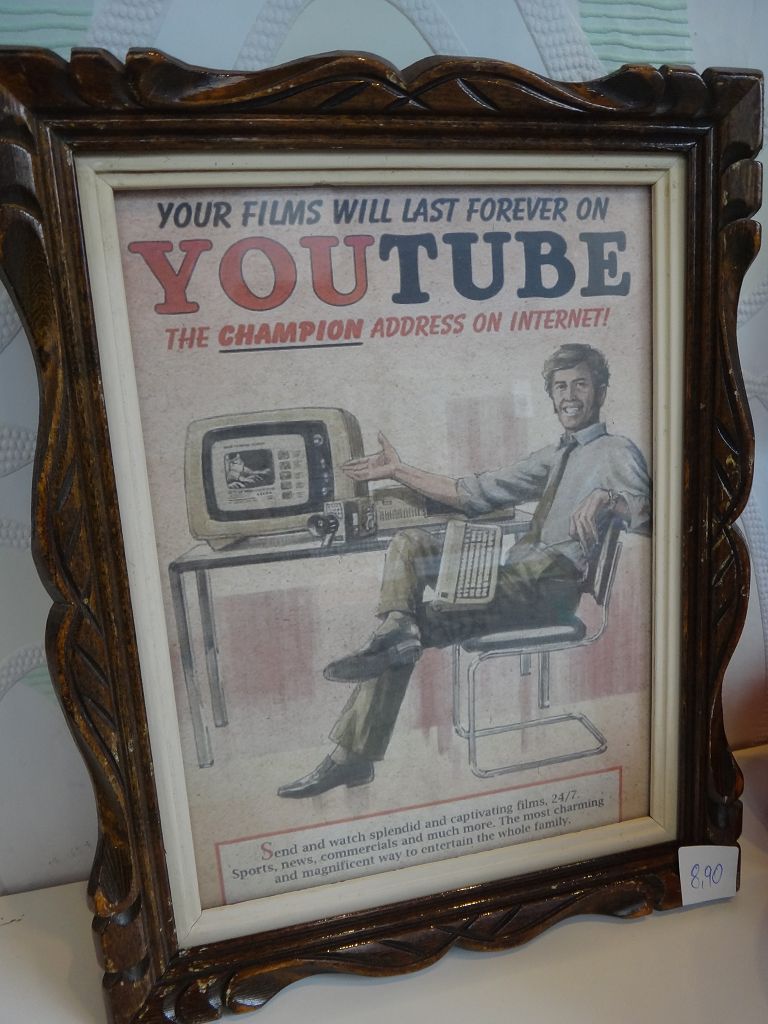 YOUR FILMS WILL LAST FOREVER ON
YOUTUBE
THE CHAMPION ADDRESS ON INTERNET!
Send and watch splendid and captivating films, 24/7.
Sports, news, commercials and much more. The most charming
and magnificent way to entertain the whole family.
8,90